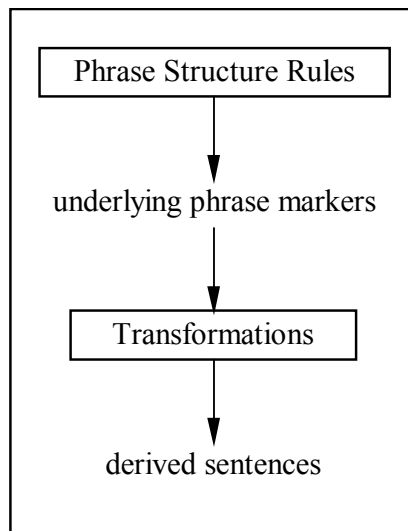 Phrase Structure Rules
underlying phrase markers
Transformations
derived sentences